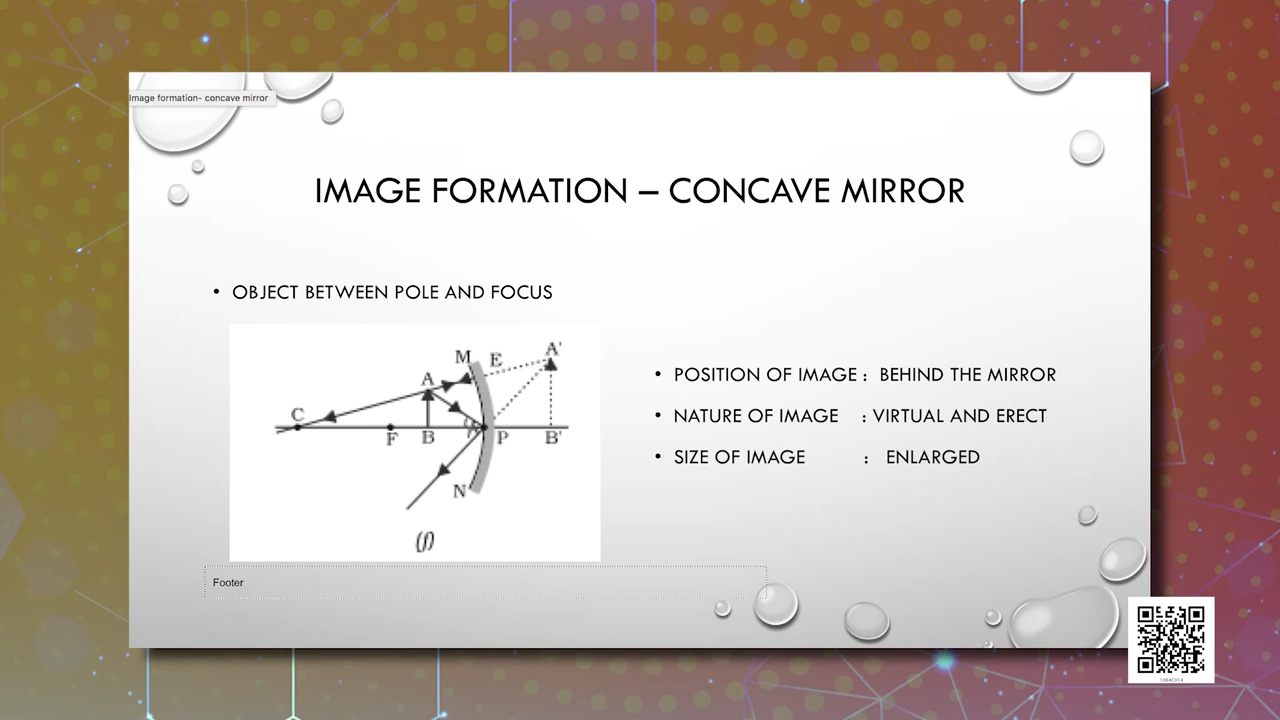 Image formation- concave mirror
IMAGE FORMATION – CONCAVE MIRROR
• OBJECT BETWEEN POLE AND FOCUS
M E A'
A
C
F B P B'
N
(f)
• POSITION OF IMAGE : BEHIND THE MIRROR
• NATURE OF IMAGE : VIRTUAL AND ERECT
• SIZE OF IMAGE : ENLARGED
Footer